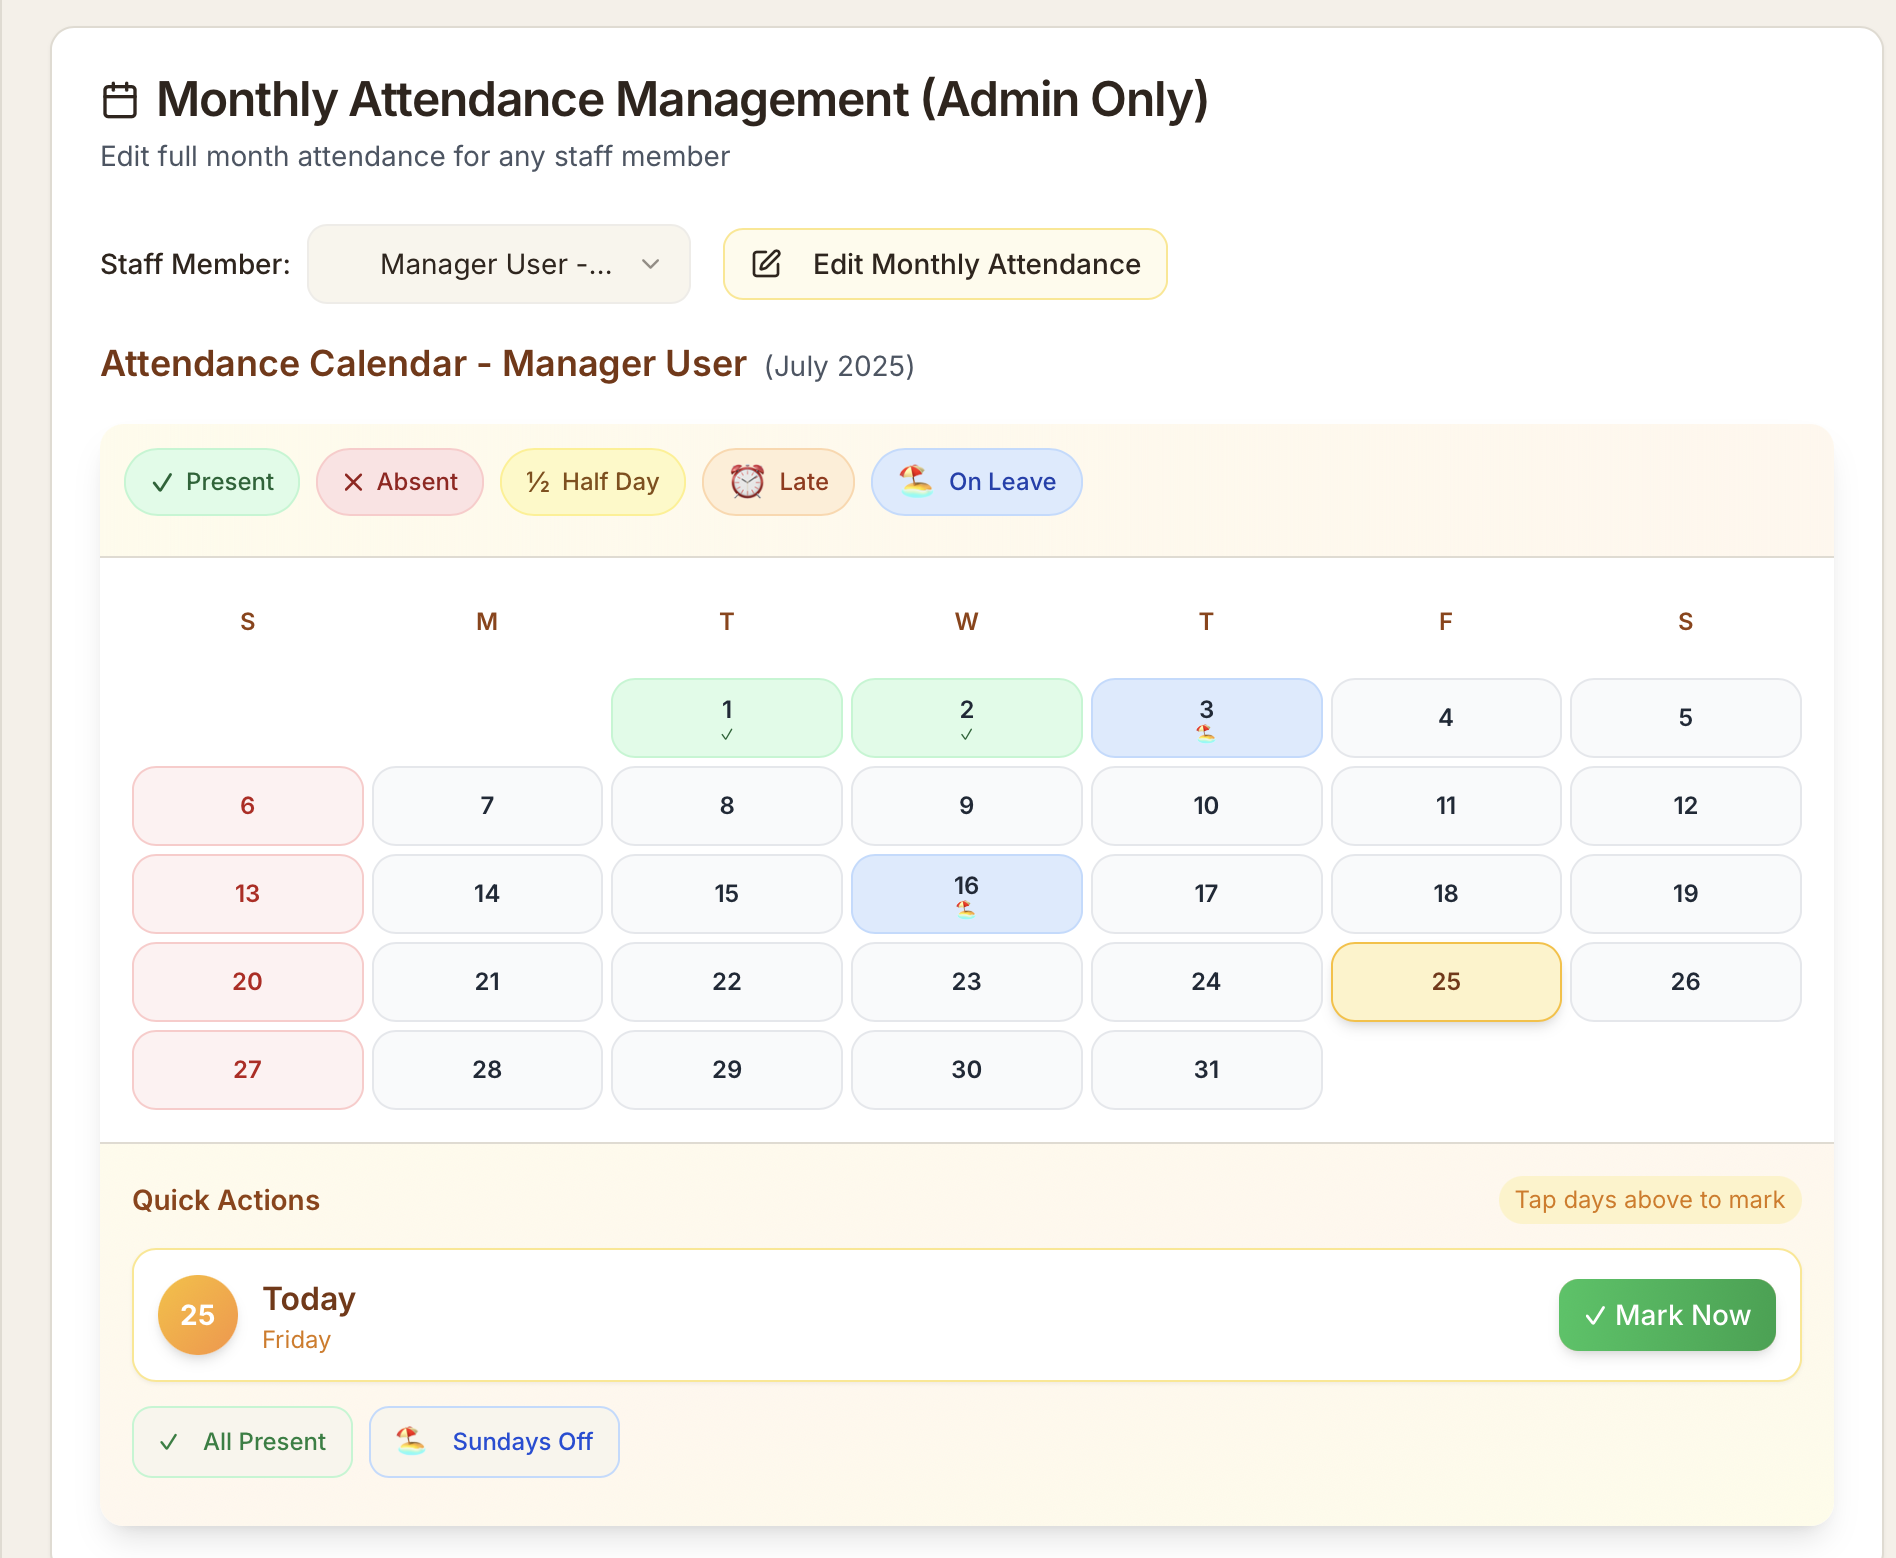 Monthly Attendance Management (Admin Only)
Edit full month attendance for any staff member
Staff Member: Manager User -... Edit Monthly Attendance
Attendance Calendar - Manager User (July 2025)
✓ Present ✕ Absent ½ Half Day ⏰ Late 🏖️ On Leave
S M T W T F S
1 2 3 4 5
✓ ✓ 🏖️
6 7 8 9 10 11 12
13 14 15 16 17 18 19
🏖️
20 21 22 23 24 25 26
27 28 29 30 31
Quick Actions Tap days above to mark
25 Today ✓ Mark Now
Friday
✓ All Present 🏖️ Sundays Off